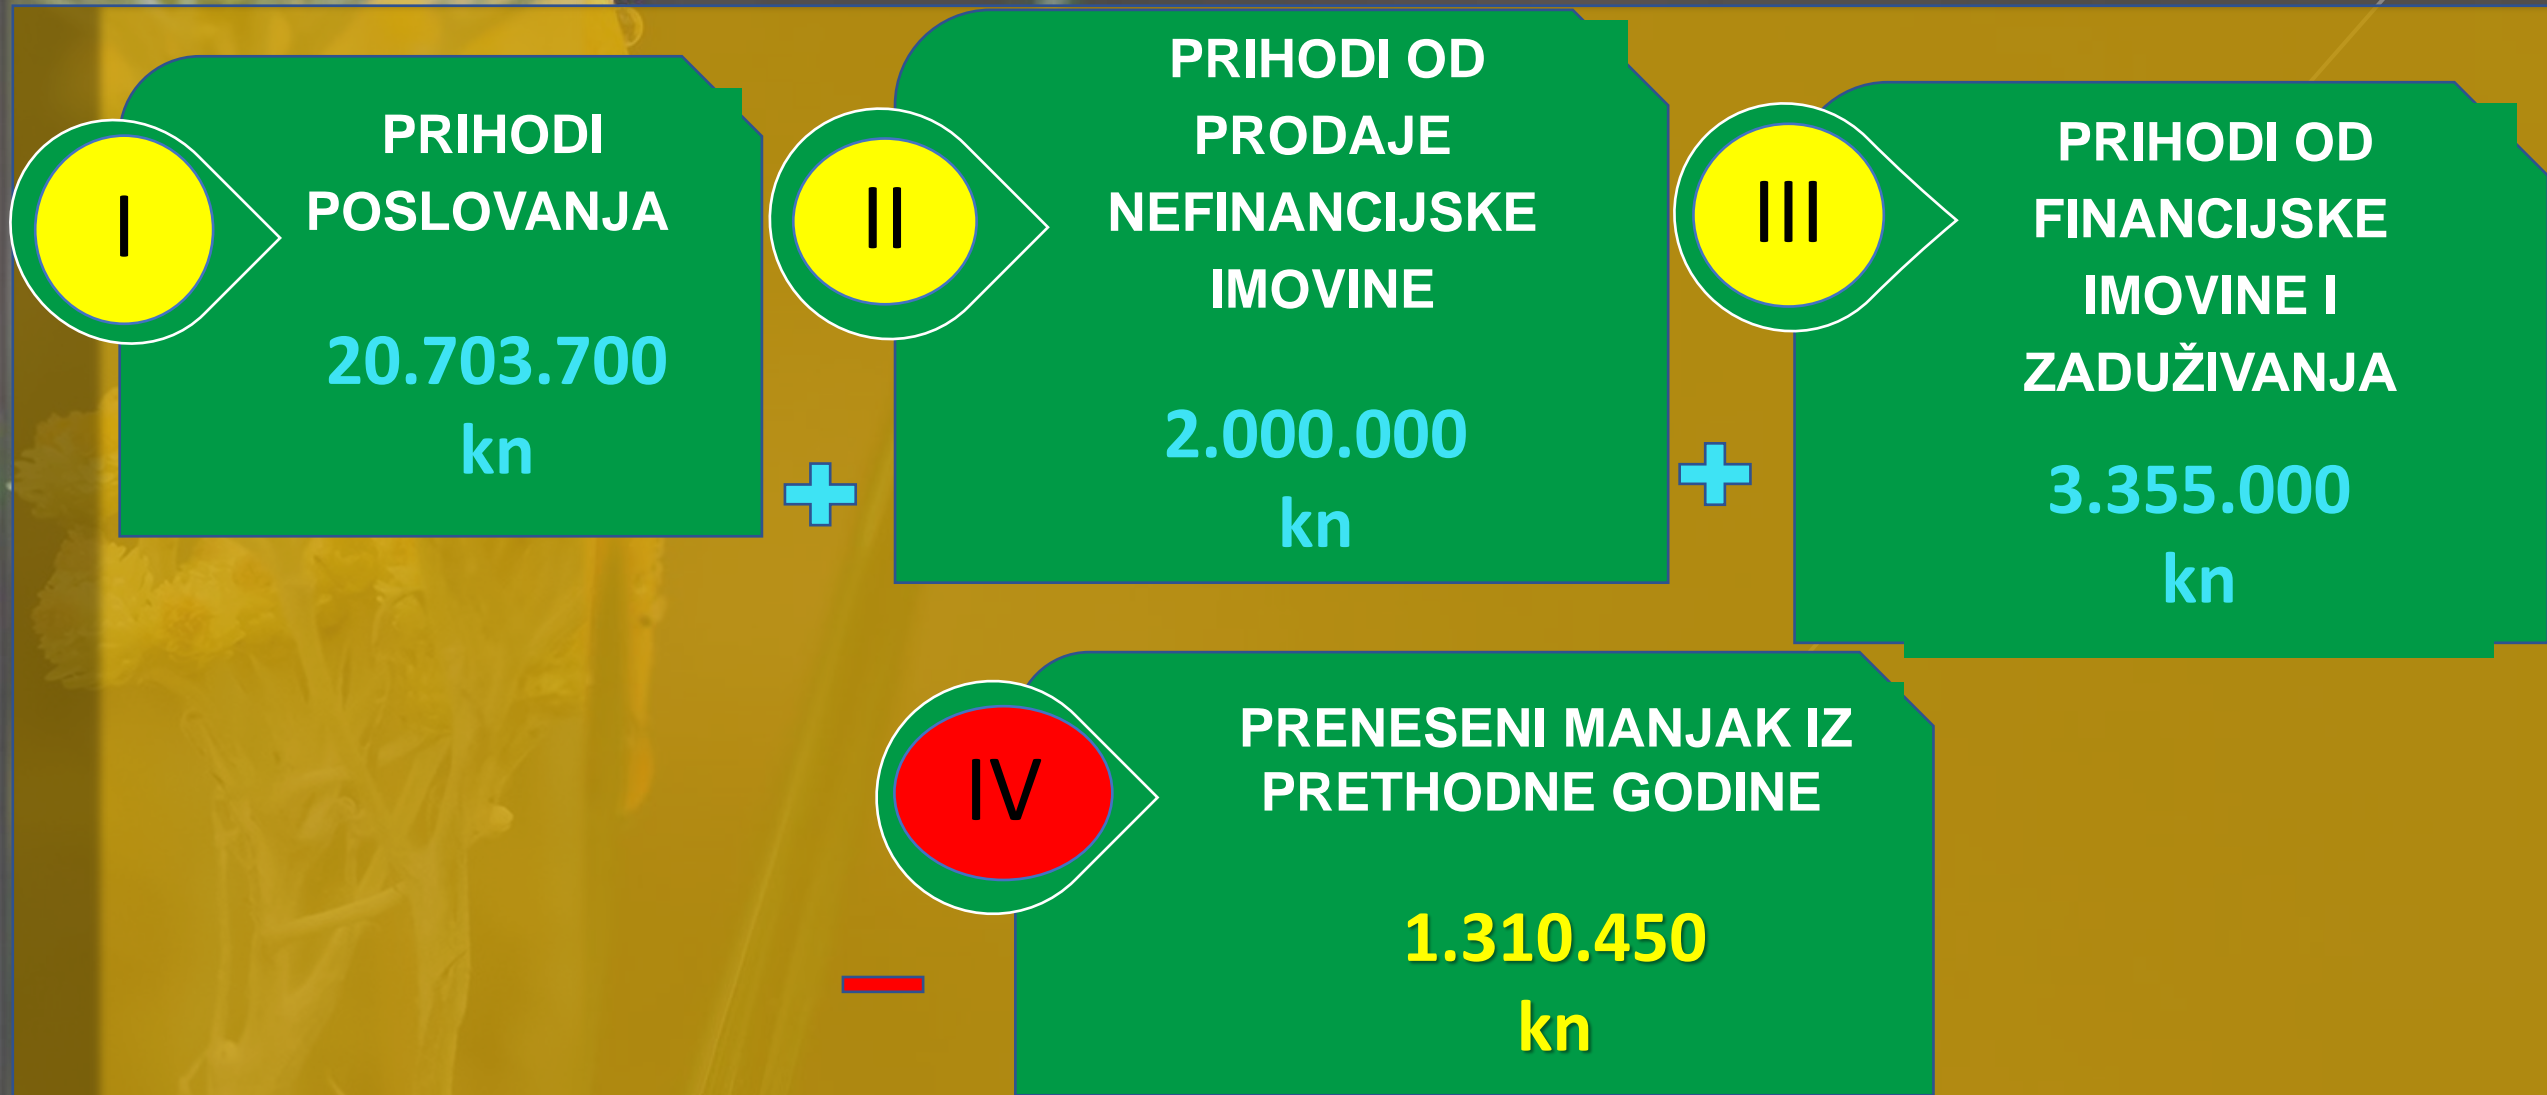 I
PRIHODI
POSLOVANJA
20.703.700
kn
+
II
PRIHODI OD
PRODAJE
NEFINANCIJSKE
IMOVINE
2.000.000
kn
+
III
PRIHODI OD
FINANCIJSKE
IMOVINE I
ZADUŽIVANJA
3.355.000
kn
−
IV
PRENESENI MANJAK IZ
PRETHODNE GODINE
1.310.450
kn